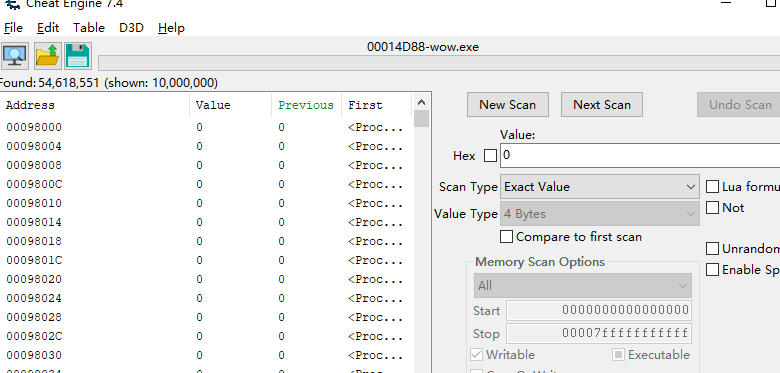 Cheat Engine 7.4
File Edit Table D3D Help
00014D88-wow.exe
Found: 54,618,551 (shown: 10,000,000)
Address Value Previous First
00098000 0 0 <Proc...
00098004 0 0 <Proc...
00098008 0 0 <Proc...
0009800C 0 0 <Proc...
00098010 0 0 <Proc...
00098014 0 0 <Proc...
00098018 0 0 <Proc...
0009801C 0 0 <Proc...
00098020 0 0 <Proc...
00098024 0 0 <Proc...
00098028 0 0 <Proc...
0009802C 0 0 <Proc...
00098030 0 0 <Proc...
New Scan Next Scan Undo Scan
Value:
Hex 0
Scan Type Exact Value Lua formu
Value Type 4 Bytes Not
Compare to first scan
Memory Scan Options Unrandom
All Enable Sp
Start 0000000000000000
Stop 00007fffffffffff
Writable Executable